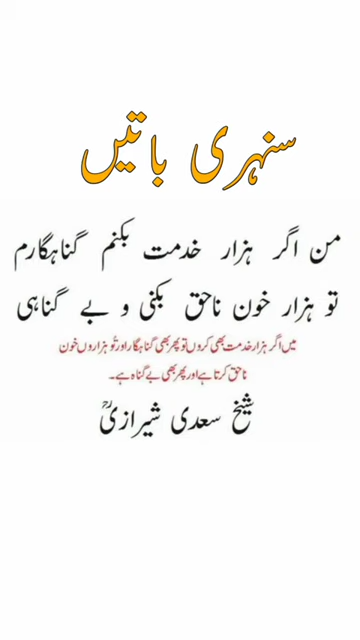 سنہری باتیں
من اگر ہزار خدمت بکنم گناہگارم
تو ہزار خون ناحق بکنی و بے گناہی
میں اگر ہزار خدمت بھی کروں تو پھر بھی گناہگار اور تُو ہزاروں خون
ناحق کرتا ہے اور پھر بھی بے گناہ ہے۔
شیخ سعدی شیرازیؒ